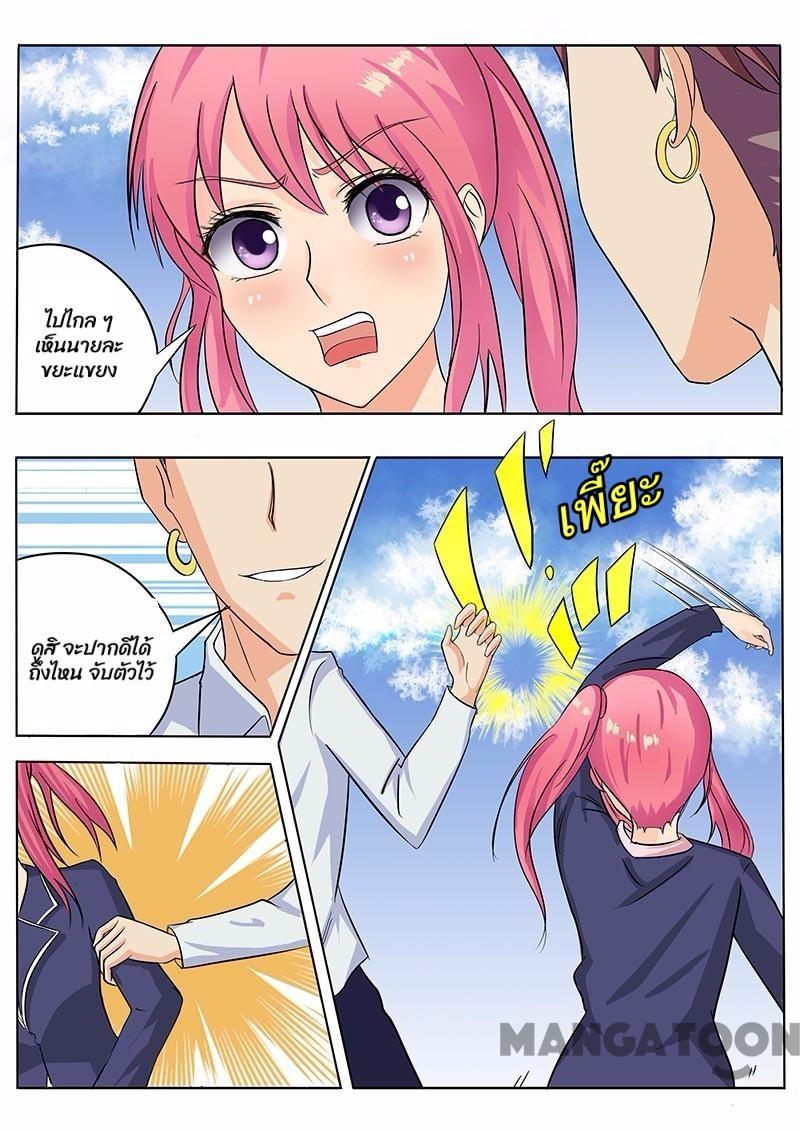 ไปไกล ๆ
เห็นนายละ
ขยะแขยง
เพี๊ยะ
ดูสิ จะปากดีได้
ถึงไหน จับตัวไว้
MANGATOON